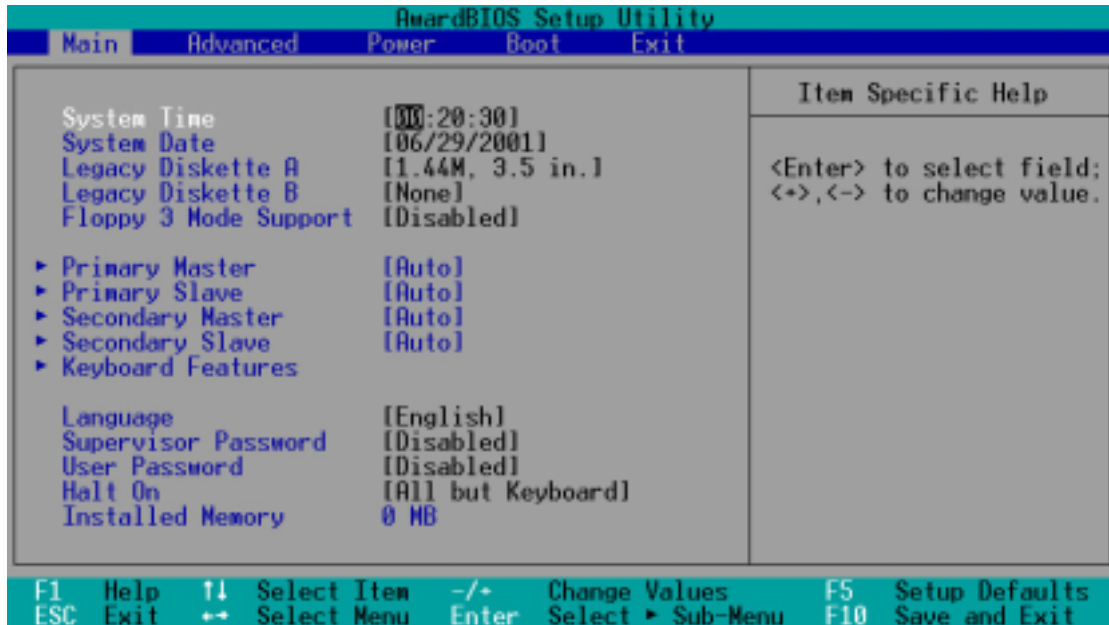 AwardBIOS Setup Utility
Main Advanced Power Boot Exit
System Time [00:20:30]
System Date [06/29/2001]
Legacy Diskette A [1.44M, 3.5 in.]
Legacy Diskette B [None]
Floppy 3 Mode Support [Disabled]
► Primary Master [Auto]
► Primary Slave [Auto]
► Secondary Master [Auto]
► Secondary Slave [Auto]
► Keyboard Features
Language [English]
Supervisor Password [Disabled]
User Password [Disabled]
Halt On [All but Keyboard]
Installed Memory 0 MB
Item Specific Help
<Enter> to select field;
<+>,<-> to change value.
F1 Help ↑↓ Select Item -/+ Change Values F5 Setup Defaults
ESC Exit ←→ Select Menu Enter Select ► Sub-Menu F10 Save and Exit